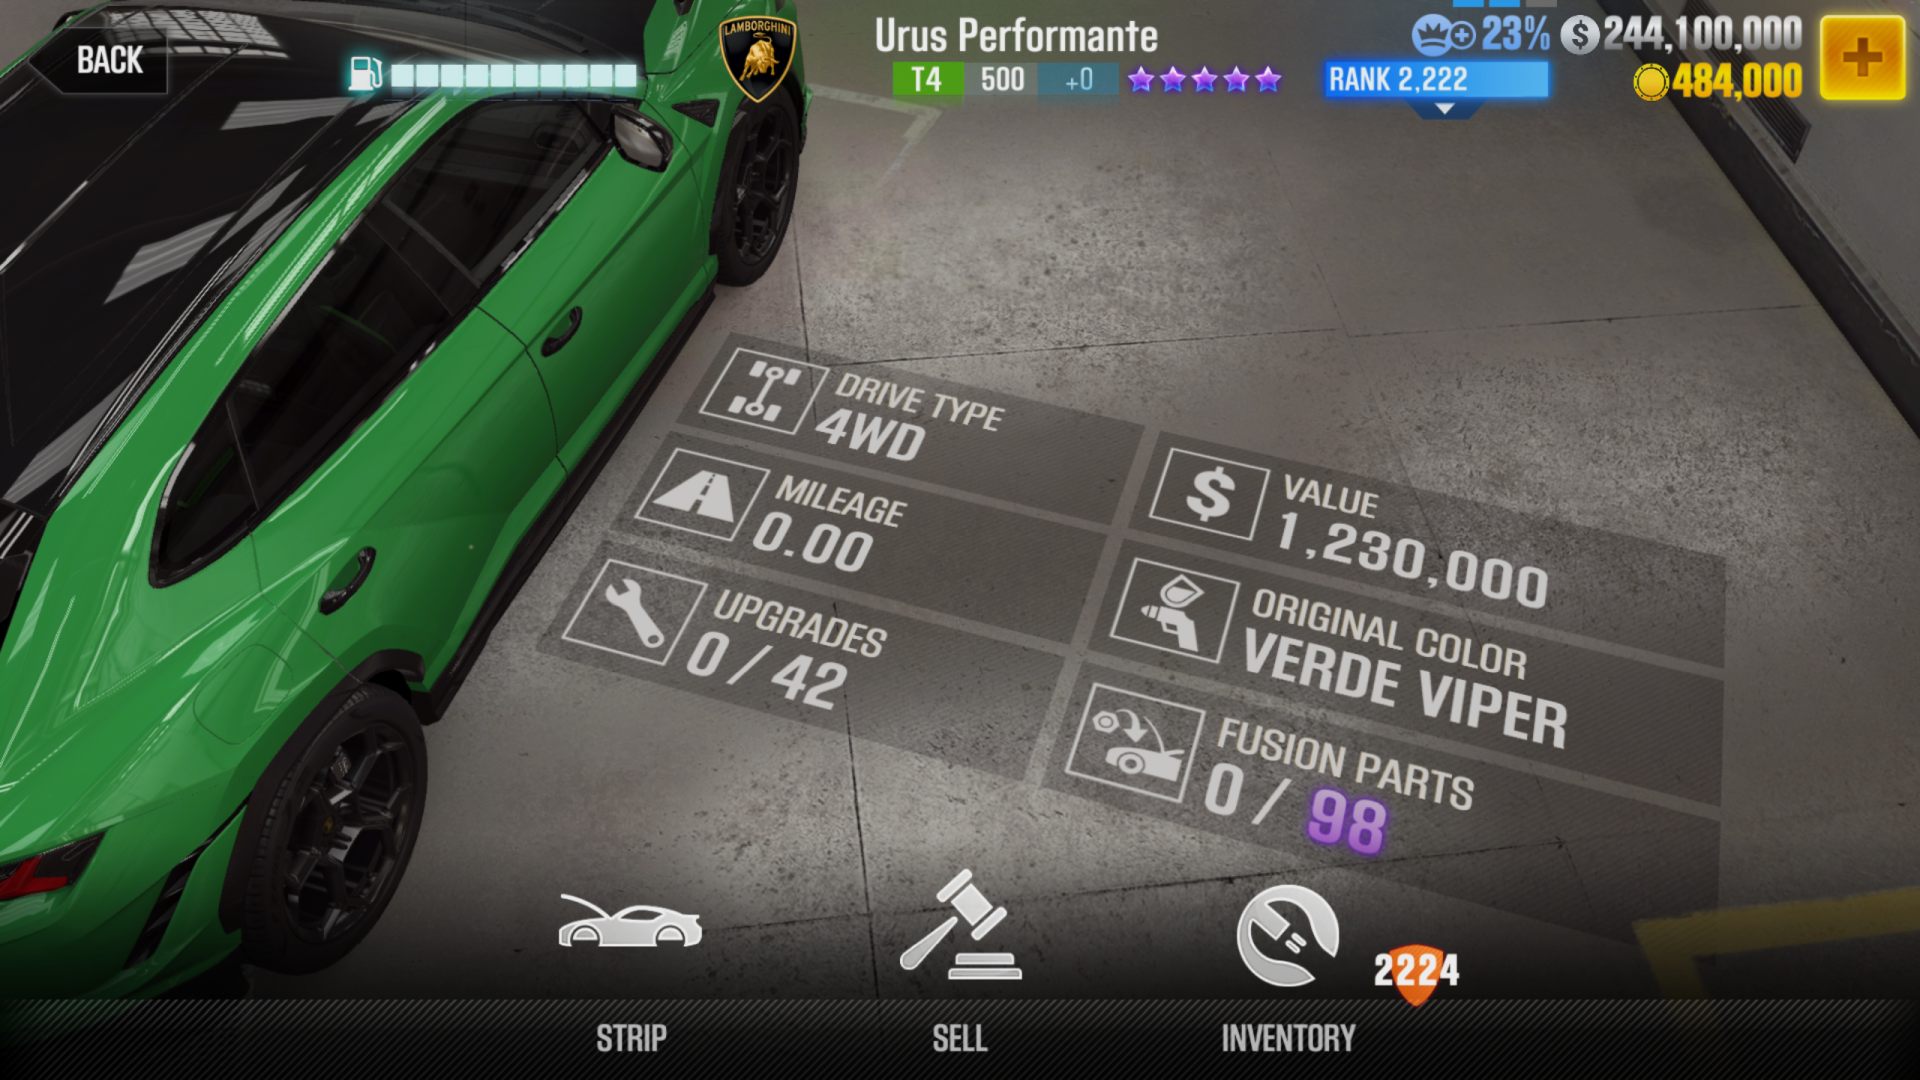 BACK
LAMBORGHINI
Urus Performante
T4 500 +0
23%
244,100,000
RANK 2,222
484,000
DRIVE TYPE
4WD
MILEAGE
0.00
UPGRADES
0/42
VALUE
1,230,000
ORIGINAL COLOR
VERDE VIPER
FUSION PARTS
0/98
2224
STRIP
SELL
INVENTORY